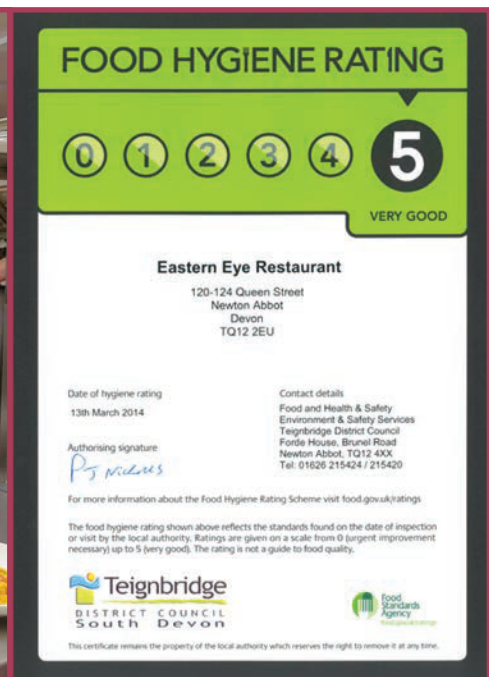 FOOD HYGIENE RATING
0 1 2 3 4 5
VERY GOOD
Eastern Eye Restaurant
120-124 Queen Street
Newton Abbot
Devon
TQ12 2EU
Date of hygiene rating
13th March 2014
Authorising signature
P J Nicholls
Contact details
Food and Health & Safety
Environment & Safety Services
Teignbridge District Council
Forde House, Brunel Road
Newton Abbot, TQ12 4XX
Tel: 01626 215424 / 215420
For more information about the Food Hygiene Rating Scheme visit food.gov.uk/ratings
The food hygiene rating shown above reflects the standards found on the date of inspection
or visit by the local authority. Ratings are given on a scale from 0 (urgent improvement
necessary) up to 5 (very good). The rating is not a guide to food quality.
Teignbridge
DISTRICT COUNCIL
South Devon
Food
Standards
Agency
food.gov.uk/ratings
This certificate remains the property of the local authority which reserves the right to remove it at any time.